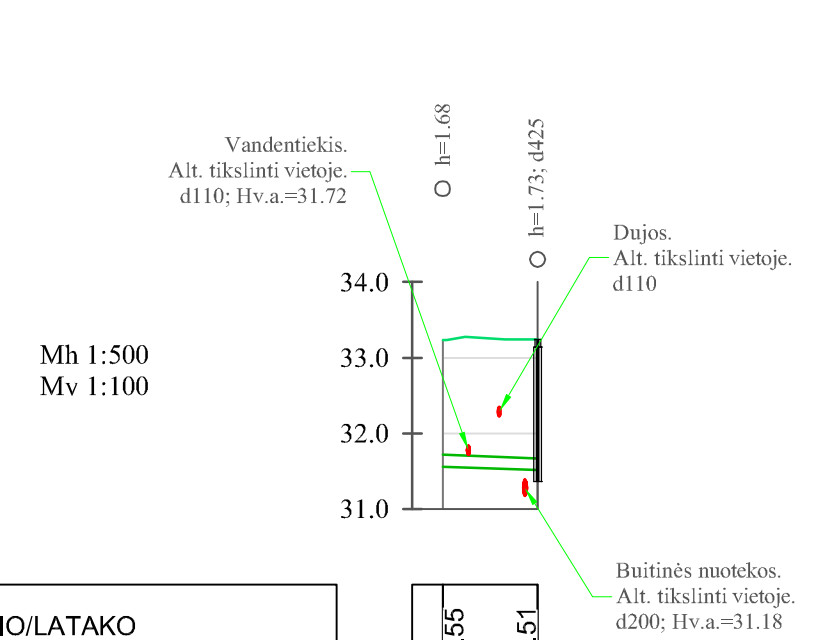 h=1.68
h=1.73; d425
Vandentiekis.
Alt. tikslinti vietoje.
d110; Hv.a.=31.72
Dujos.
Alt. tikslinti vietoje.
d110
34.0
33.0
32.0
31.0
Mh 1:500
Mv 1:100
Buitinės nuotekos.
Alt. tikslinti vietoje.
d200; Hv.a.=31.18
IO/LATAKO
.55
.51